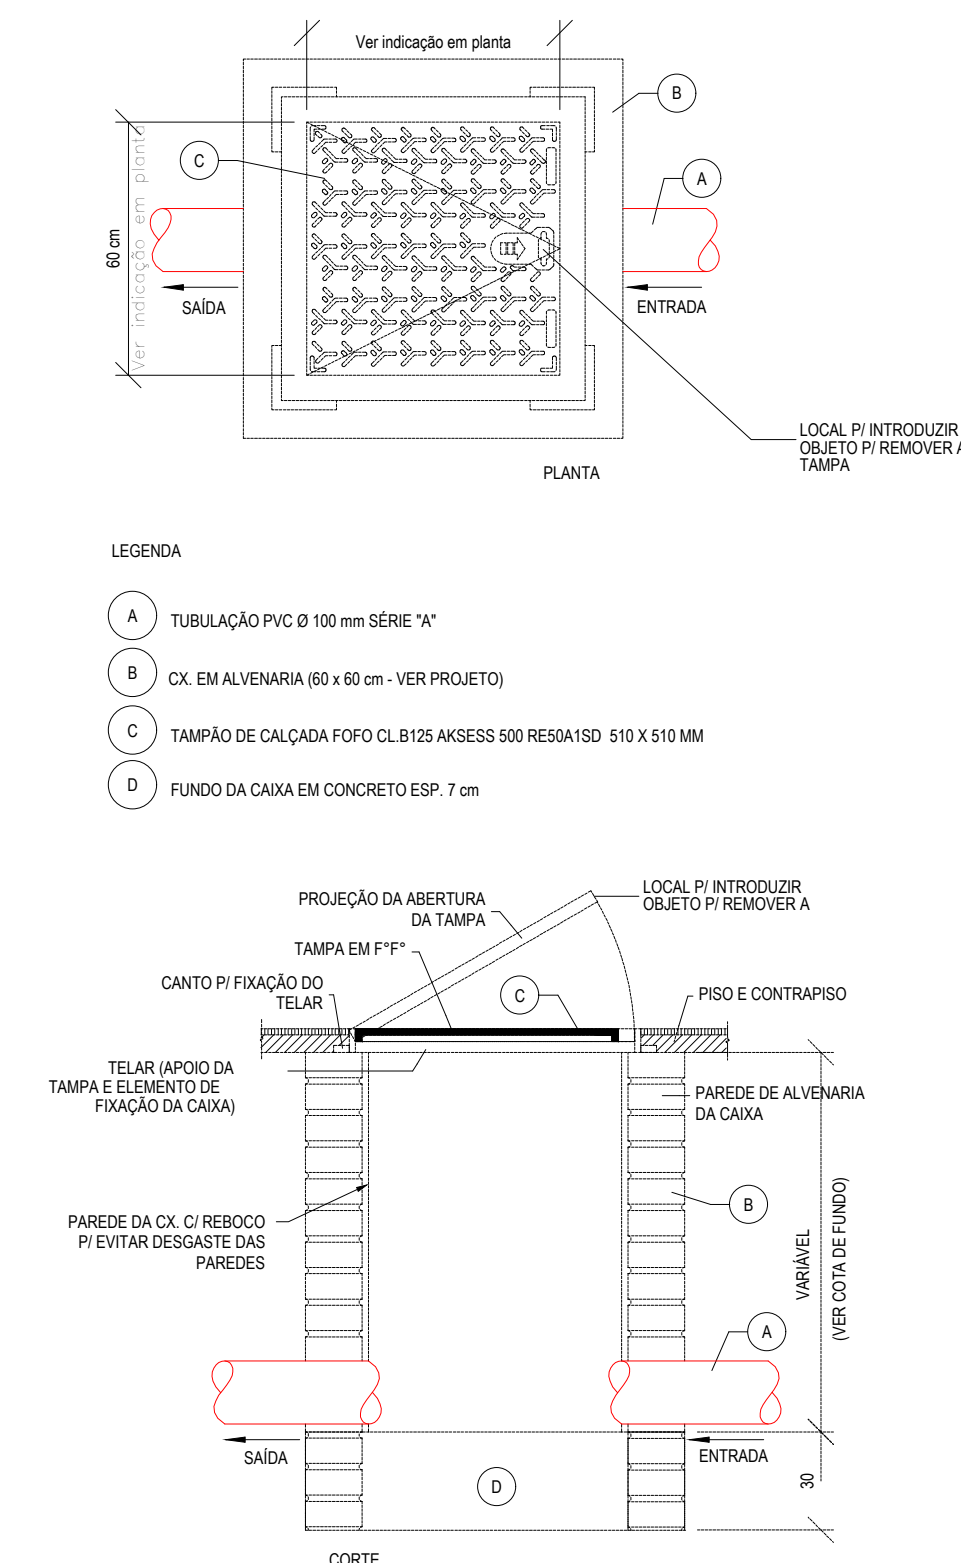 Ver indicação em planta
B
C
A
60 cm
Ver indicação em planta
SAÍDA
ENTRADA
LOCAL P/ INTRODUZIR
OBJETO P/ REMOVER A
TAMPA
PLANTA
LEGENDA
A TUBULAÇÃO PVC Ø 100 mm SÉRIE "A"
B CX. EM ALVENARIA (60 x 60 cm - VER PROJETO)
C TAMPÃO DE CALÇADA FOFO CL.B125 AKSESS 500 RE50A1SD 510 X 510 MM
D FUNDO DA CAIXA EM CONCRETO ESP. 7 cm
PROJEÇÃO DA ABERTURA
DA TAMPA
LOCAL P/ INTRODUZIR
OBJETO P/ REMOVER A
TAMPA EM F°F°
CANTO P/ FIXAÇÃO DO
TELAR
C
PISO E CONTRAPISO
TELAR (APOIO DA
TAMPA E ELEMENTO DE
FIXAÇÃO DA CAIXA)
PAREDE DE ALVENARIA
DA CAIXA
PAREDE DA CX. C/ REBOCO
P/ EVITAR DESGASTE DAS
PAREDES
B
VARIÁVEL
(VER COTA DE FUNDO)
A
SAÍDA
ENTRADA
D
30
CORTE